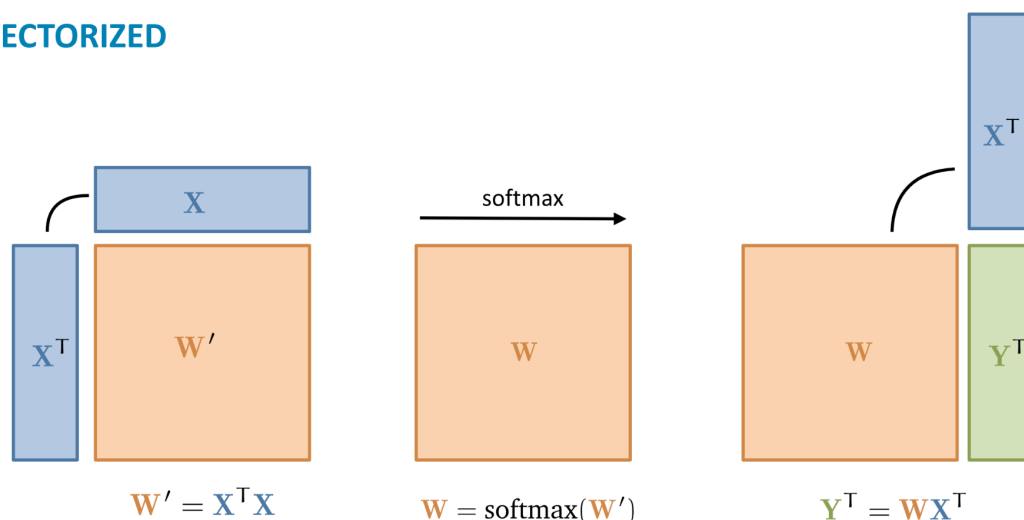 ECTORIZED
X
softmax
Xᵀ
Xᵀ
W′
W
W
Yᵀ
W′ = XᵀX
W = softmax(W′)
Yᵀ = WXᵀ